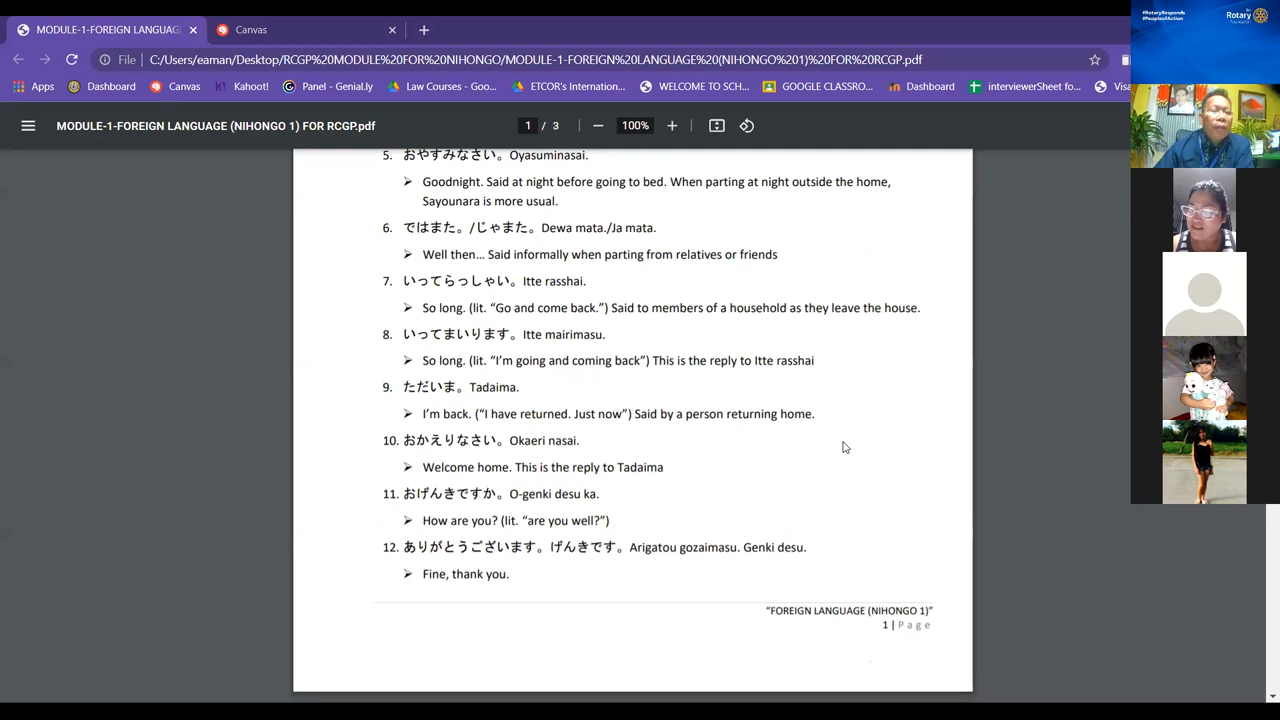 MODULE-1-FOREIGN LANGUAG
Canvas
#RotaryResponds
#PeopleofAction
Rotary
File
C:/Users/eaman/Desktop/RCGP%20MODULE%20FOR%20NIHONGO/MODULE-1-FOREIGN%20LANGUAGE%20(NIHONGO%201)%20FOR%20RCGP.pdf
Apps
Dashboard
Canvas
Kahoot!
Panel - Genial.ly
Law Courses - Goo...
ETCOR's Internation...
WELCOME TO SCH...
GOOGLE CLASSRO...
Dashboard
interviewerSheet fo...
Visa
MODULE-1-FOREIGN LANGUAGE (NIHONGO 1) FOR RCGP.pdf
1 / 3
100%
5. おやすみなさい。Oyasuminasai.
Goodnight. Said at night before going to bed. When parting at night outside the home,
Sayounara is more usual.
6. ではまた。/じゃまた。Dewa mata./Ja mata.
Well then... Said informally when parting from relatives or friends
7. いってらっしゃい。Itte rasshai.
So long. (lit. “Go and come back.”) Said to members of a household as they leave the house.
8. いってまいります。Itte mairimasu.
So long. (lit. “I’m going and coming back”) This is the reply to Itte rasshai
9. ただいま。Tadaima.
I’m back. (“I have returned. Just now”) Said by a person returning home.
10. おかえりなさい。Okaeri nasai.
Welcome home. This is the reply to Tadaima
11. おげんきですか。O-genki desu ka.
How are you? (lit. “are you well?”)
12. ありがとうございます。げんきです。Arigatou gozaimasu. Genki desu.
Fine, thank you.
“FOREIGN LANGUAGE (NIHONGO 1)”
1 | Page